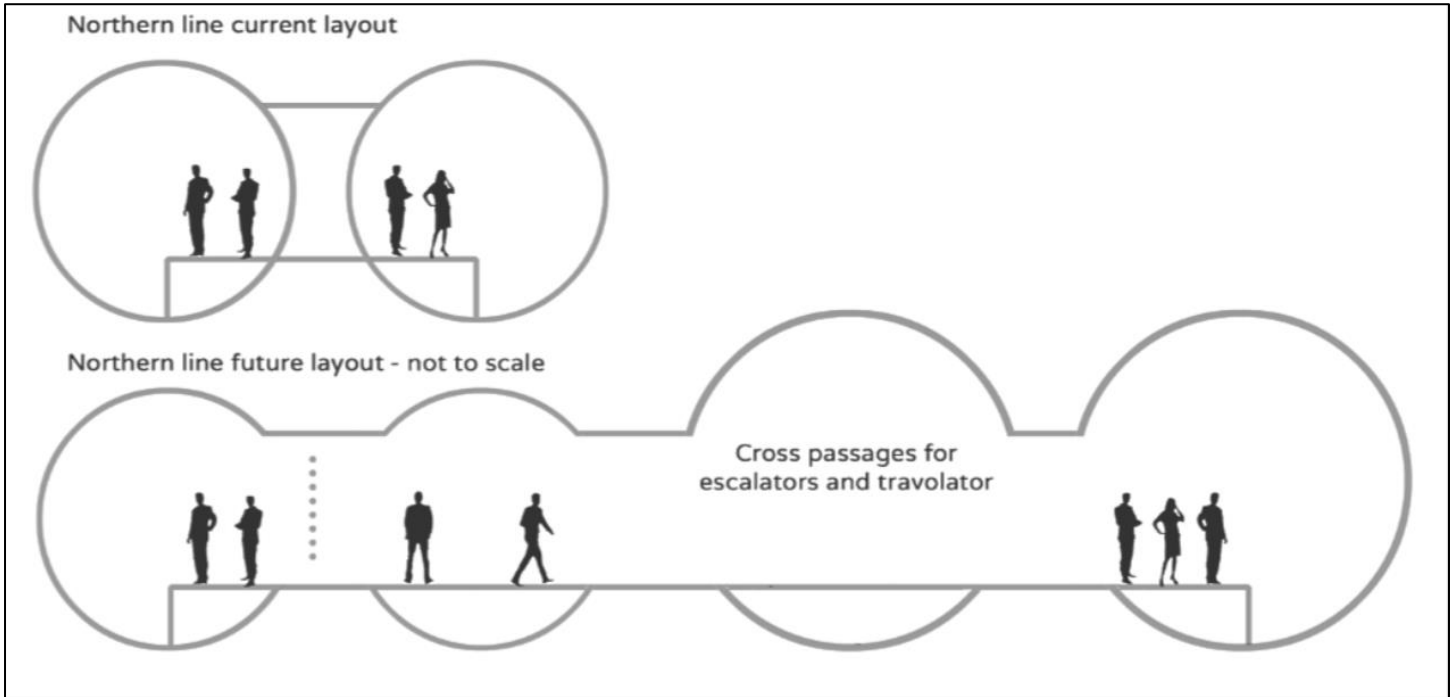 Northern line current layout
Northern line future layout - not to scale
Cross passages for
escalators and travolator